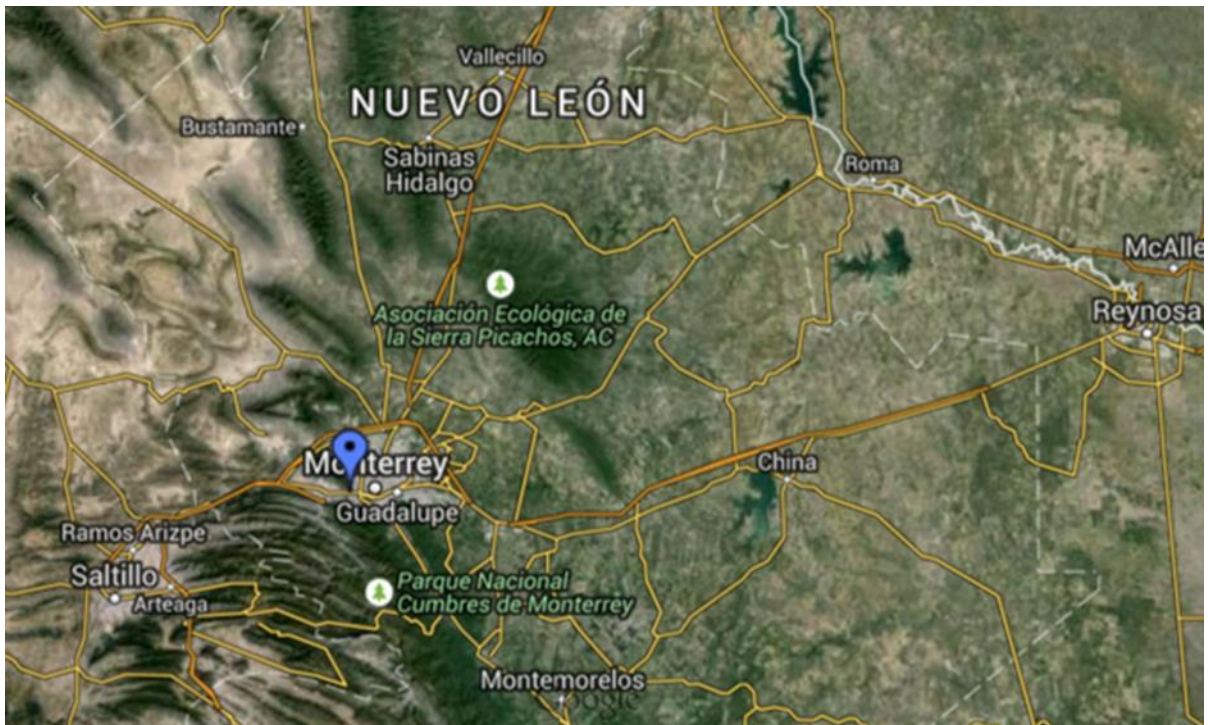 Vallecillo
NUEVO LEÓN
Bustamante
Sabinas
Hidalgo
Roma
McAlle
Asociación Ecológica de
la Sierra Picachos, AC
Reynosa
Monterrey
China
Guadalupe
Ramos Arizpe
Saltillo
Arteaga
Parque Nacional
Cumbres de Monterrey
Montemorelos
Google